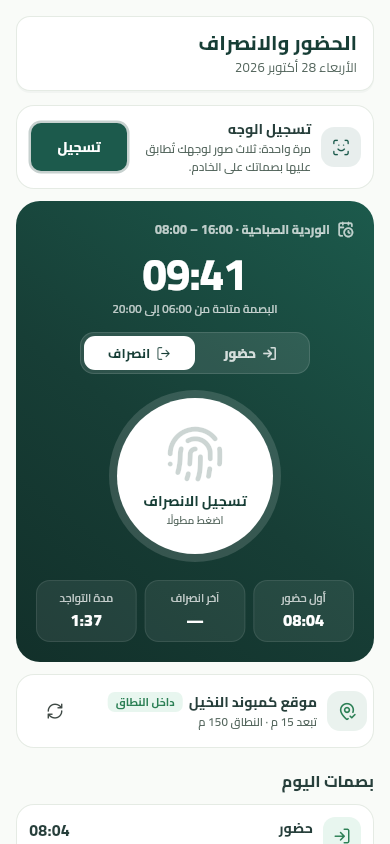 الحضور والانصراف
الأربعاء 28 أكتوبر 2026
تسجيل الوجه
مرة واحدة: ثلاث صور لوجهك تُطابق
عليها بصماتك على الخادم.
تسجيل
الوردية الصباحية · 16:00 – 08:00
09:41
البصمة متاحة من 06:00 إلى 20:00
حضور
انصراف
تسجيل الانصراف
اضغط مطولًا
أول حضور
08:04
آخر انصراف
—
مدة التواجد
1:37
موقع كمبوند النخيل
داخل النطاق
تبعد 15 م · النطاق 150 م
بصمات اليوم
حضور
08:04